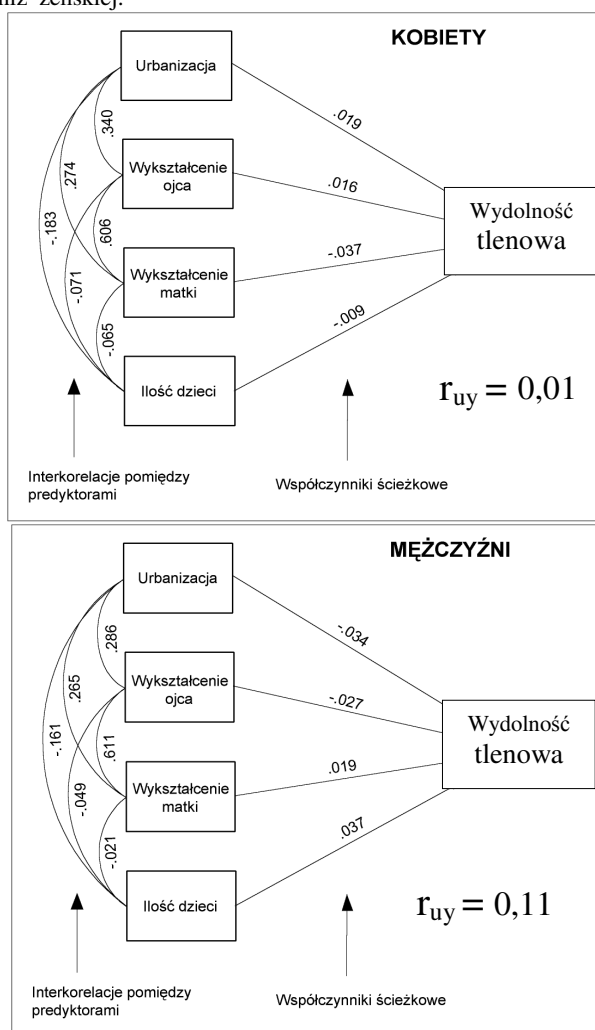 niż żeńskiej.
KOBIETY
Urbanizacja
.019
.340
.274
Wykształcenie
ojca
.016
Wydolność
tlenowa
-.183
.606
-.037
-.071
Wykształcenie
matki
-.065
-.009
Ilość dzieci
r_uy = 0,01
Interkorelacje pomiędzy
predyktorami
Współczynniki ścieżkowe
MĘŻCZYŹNI
Urbanizacja
-.034
.286
.265
Wykształcenie
ojca
-.027
Wydolność
tlenowa
-.161
.611
.019
-.049
Wykształcenie
matki
.037
-.021
Ilość dzieci
r_uy = 0,11
Interkorelacje pomiędzy
predyktorami
Współczynniki ścieżkowe